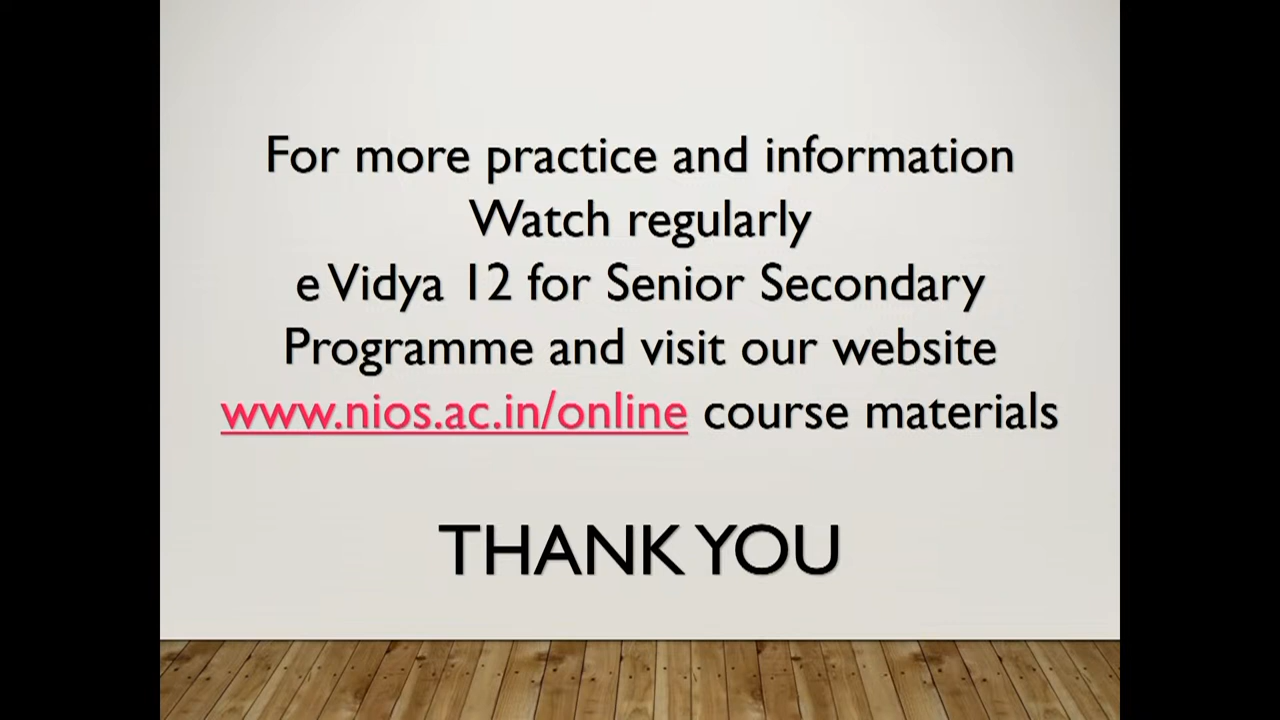 For more practice and information
Watch regularly
e Vidya 12 for Senior Secondary
Programme and visit our website
www.nios.ac.in/online course materials
THANK YOU